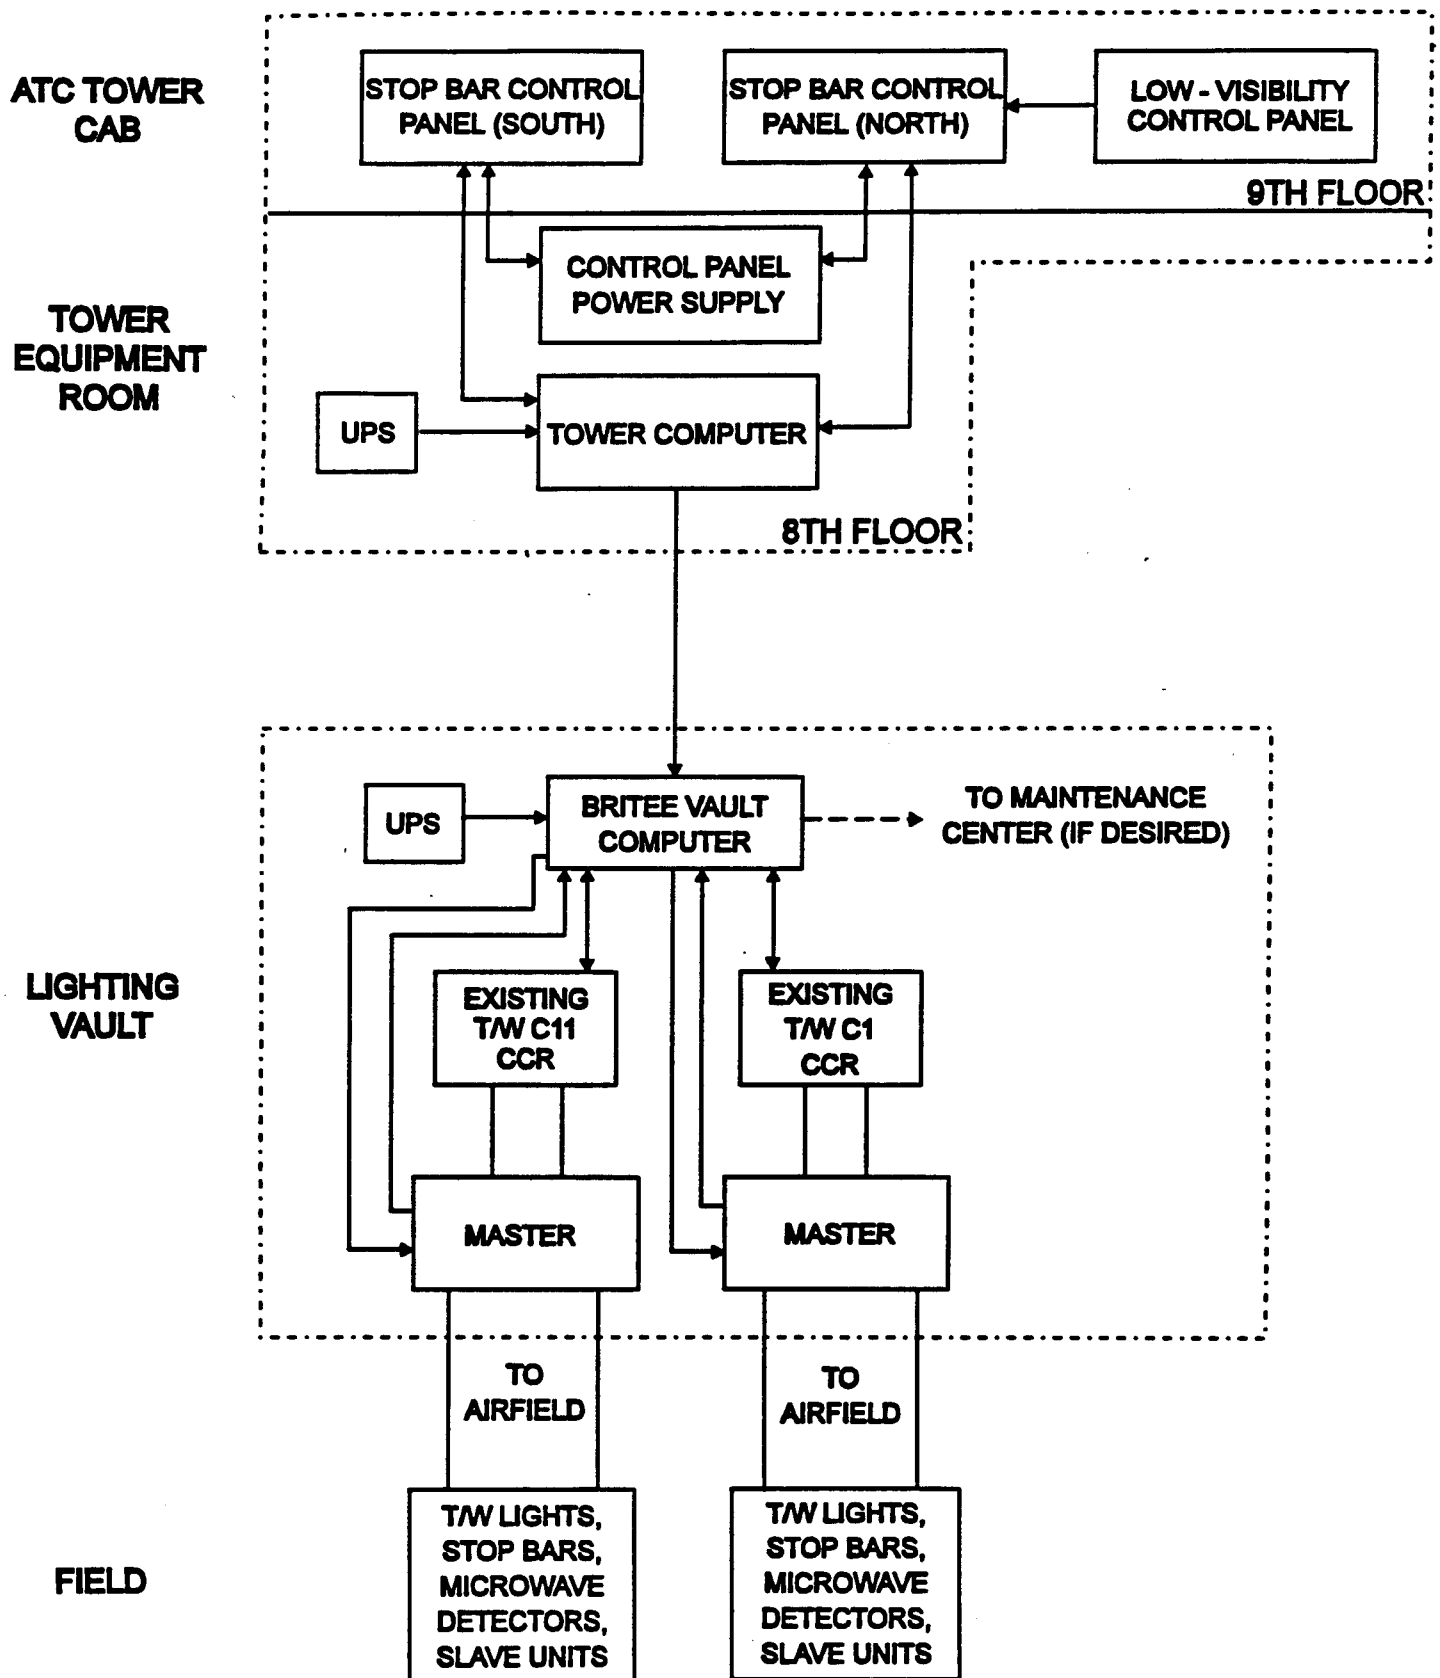 ATC TOWER
CAB
STOP BAR CONTROL
PANEL (SOUTH)
STOP BAR CONTROL
PANEL (NORTH)
LOW - VISIBILITY
CONTROL PANEL
9TH FLOOR
TOWER
EQUIPMENT
ROOM
CONTROL PANEL
POWER SUPPLY
UPS
TOWER COMPUTER
8TH FLOOR
LIGHTING
VAULT
UPS
BRITEE VAULT
COMPUTER
TO MAINTENANCE
CENTER (IF DESIRED)
EXISTING
T/W C11
CCR
EXISTING
T/W C1
CCR
MASTER
MASTER
TO
AIRFIELD
TO
AIRFIELD
FIELD
T/W LIGHTS,
STOP BARS,
MICROWAVE
DETECTORS,
SLAVE UNITS
T/W LIGHTS,
STOP BARS,
MICROWAVE
DETECTORS,
SLAVE UNITS